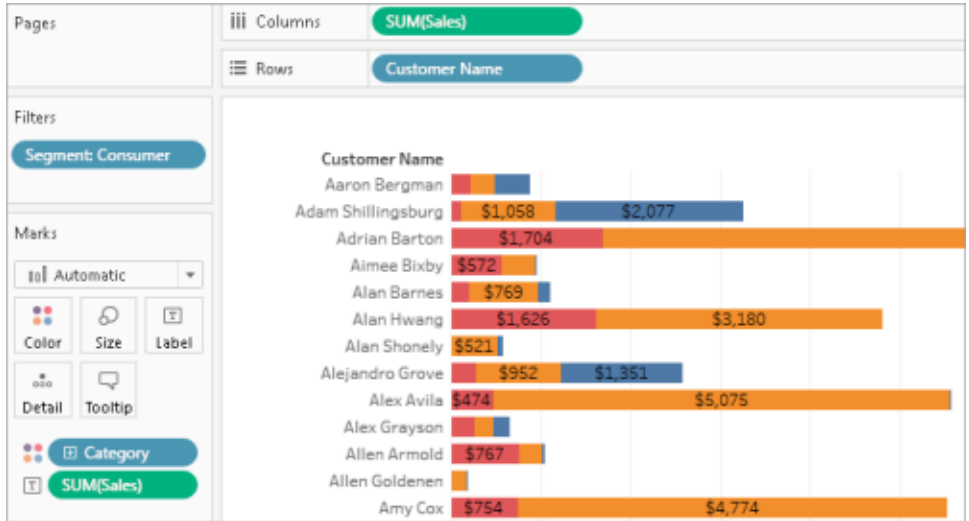 Pages
Columns SUM(Sales)
Rows Customer Name
Filters
Segment: Consumer
Marks
Automatic
Color Size Label
Detail Tooltip
Category
T SUM(Sales)
Customer Name
Aaron Bergman
Adam Shillingsburg $1,058 $2,077
Adrian Barton $1,704
Aimee Bixby $572
Alan Barnes $769
Alan Hwang $1,626 $3,180
Alan Shonely $521
Alejandro Grove $952 $1,351
Alex Avila $474 $5,075
Alex Grayson
Allen Armold $767
Allen Goldenen
Amy Cox $754 $4,774